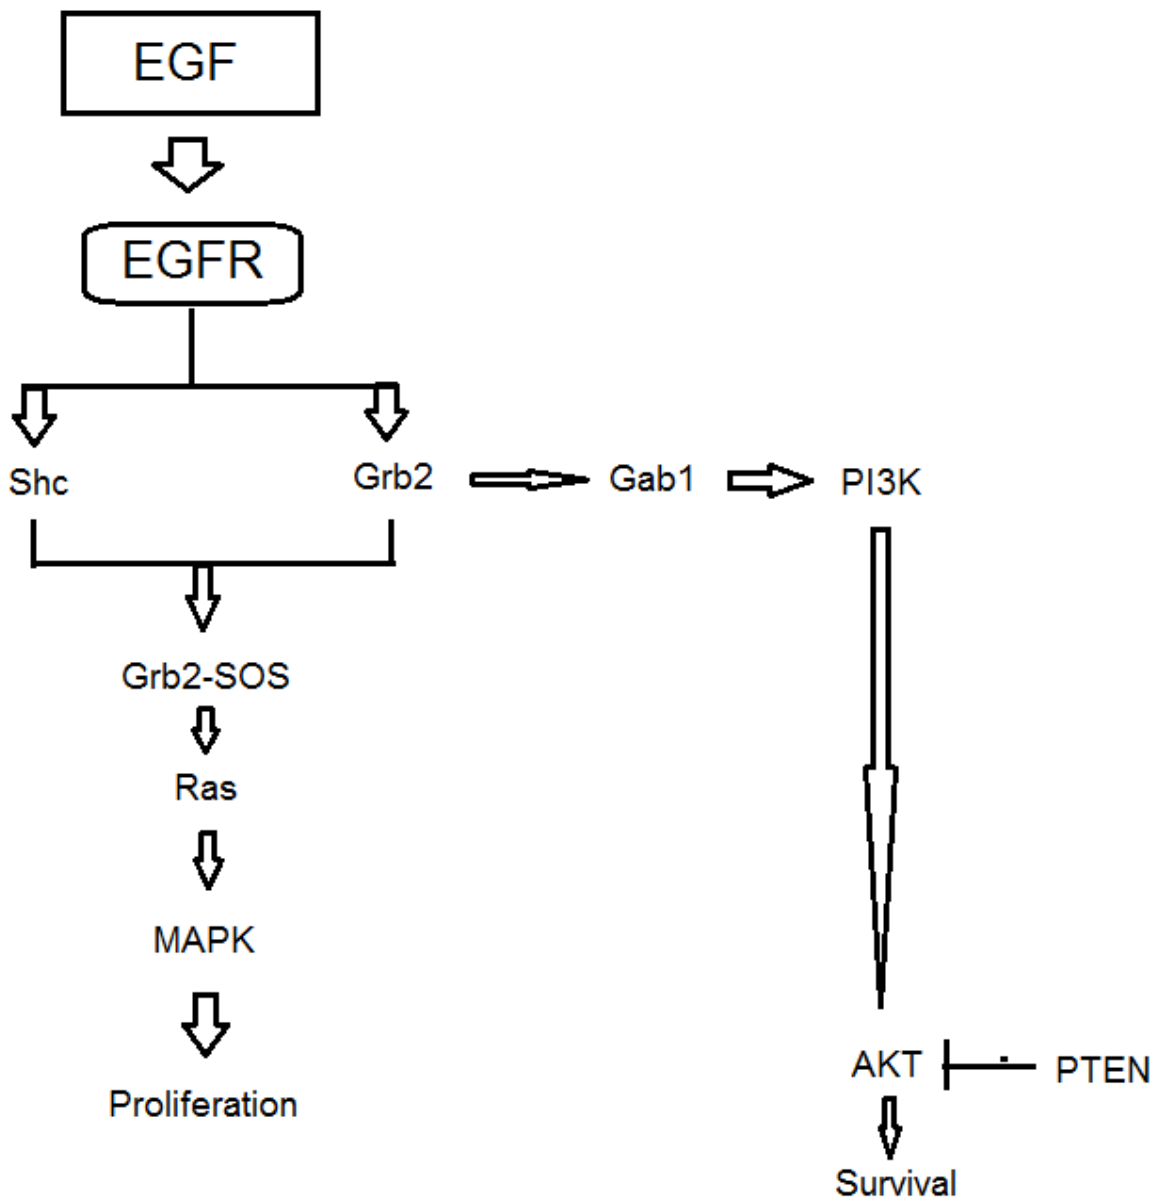 EGF
EGFR
Shc
Grb2
Gab1
PI3K
Grb2-SOS
Ras
MAPK
AKT
PTEN
Proliferation
Survival